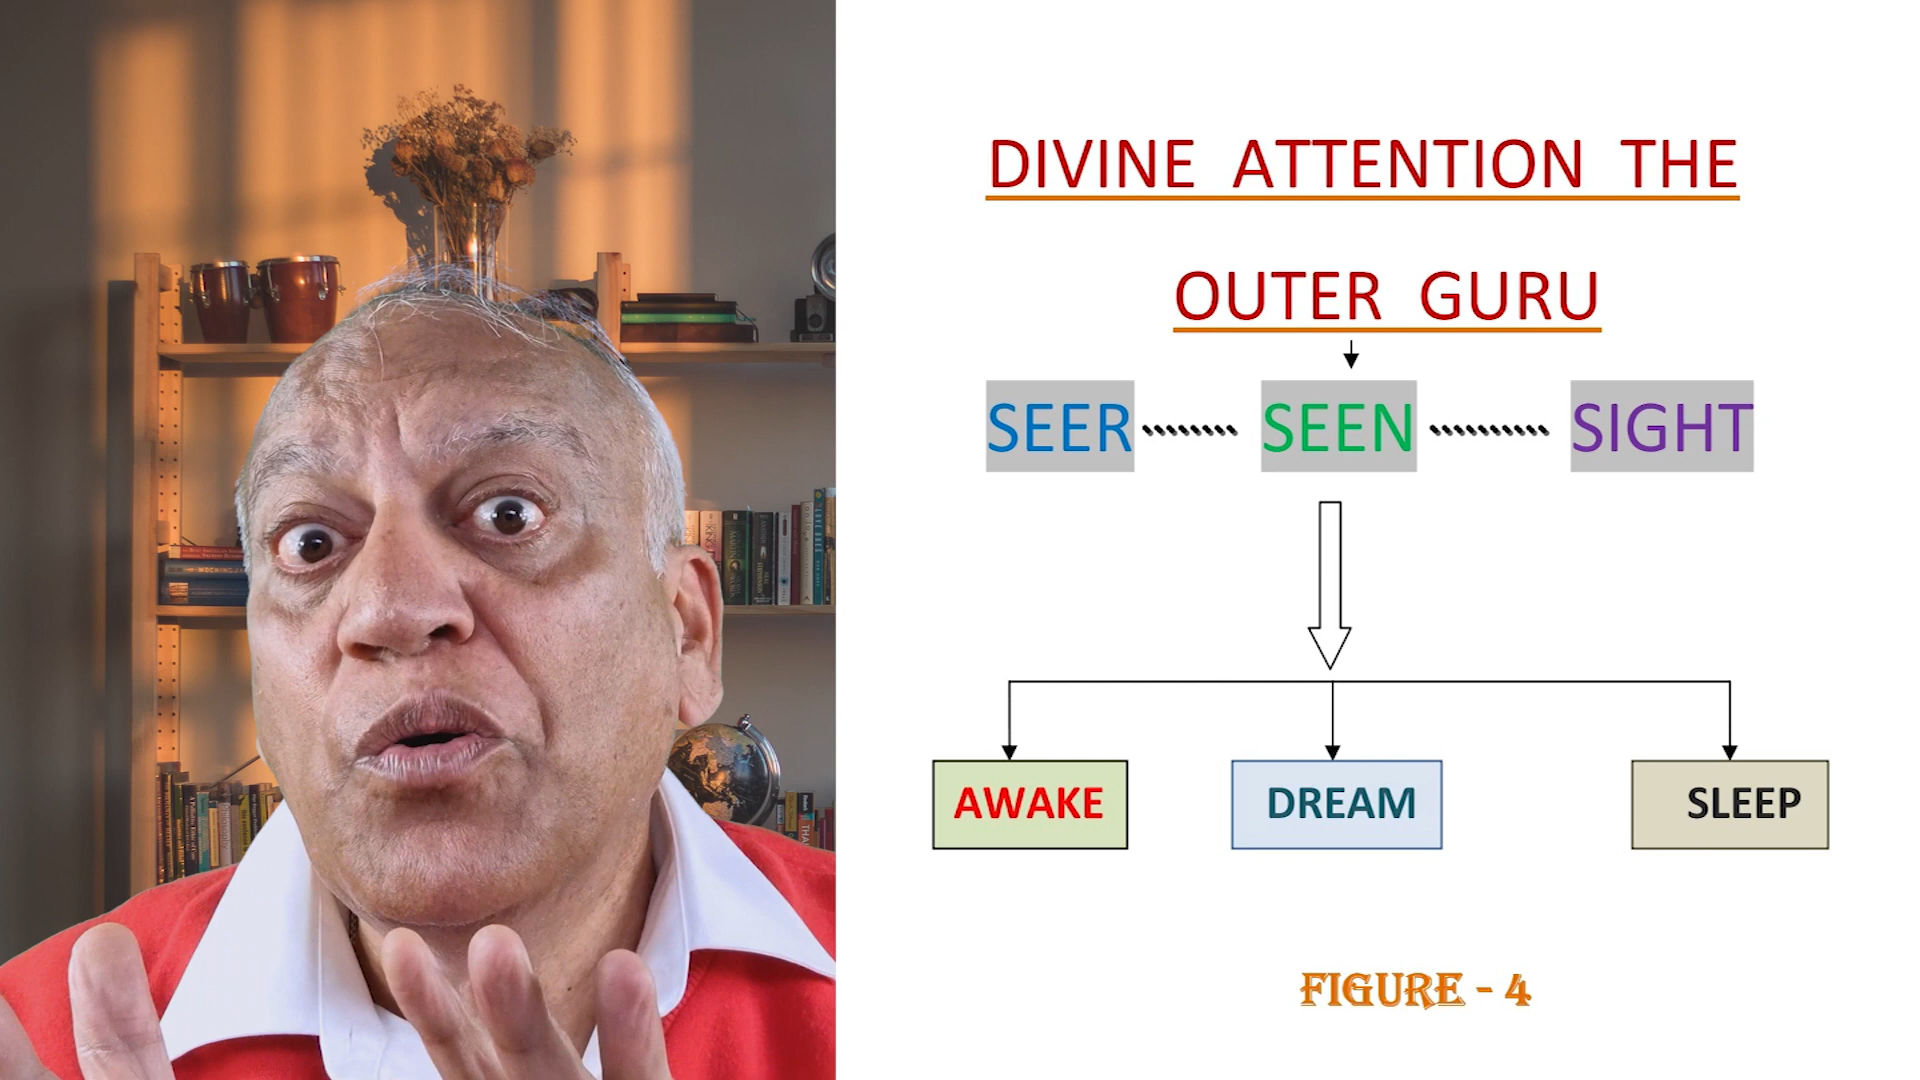 DIVINE ATTENTION THE
OUTER GURU
SEER SEEN SIGHT
AWAKE DREAM SLEEP
FIGURE - 4